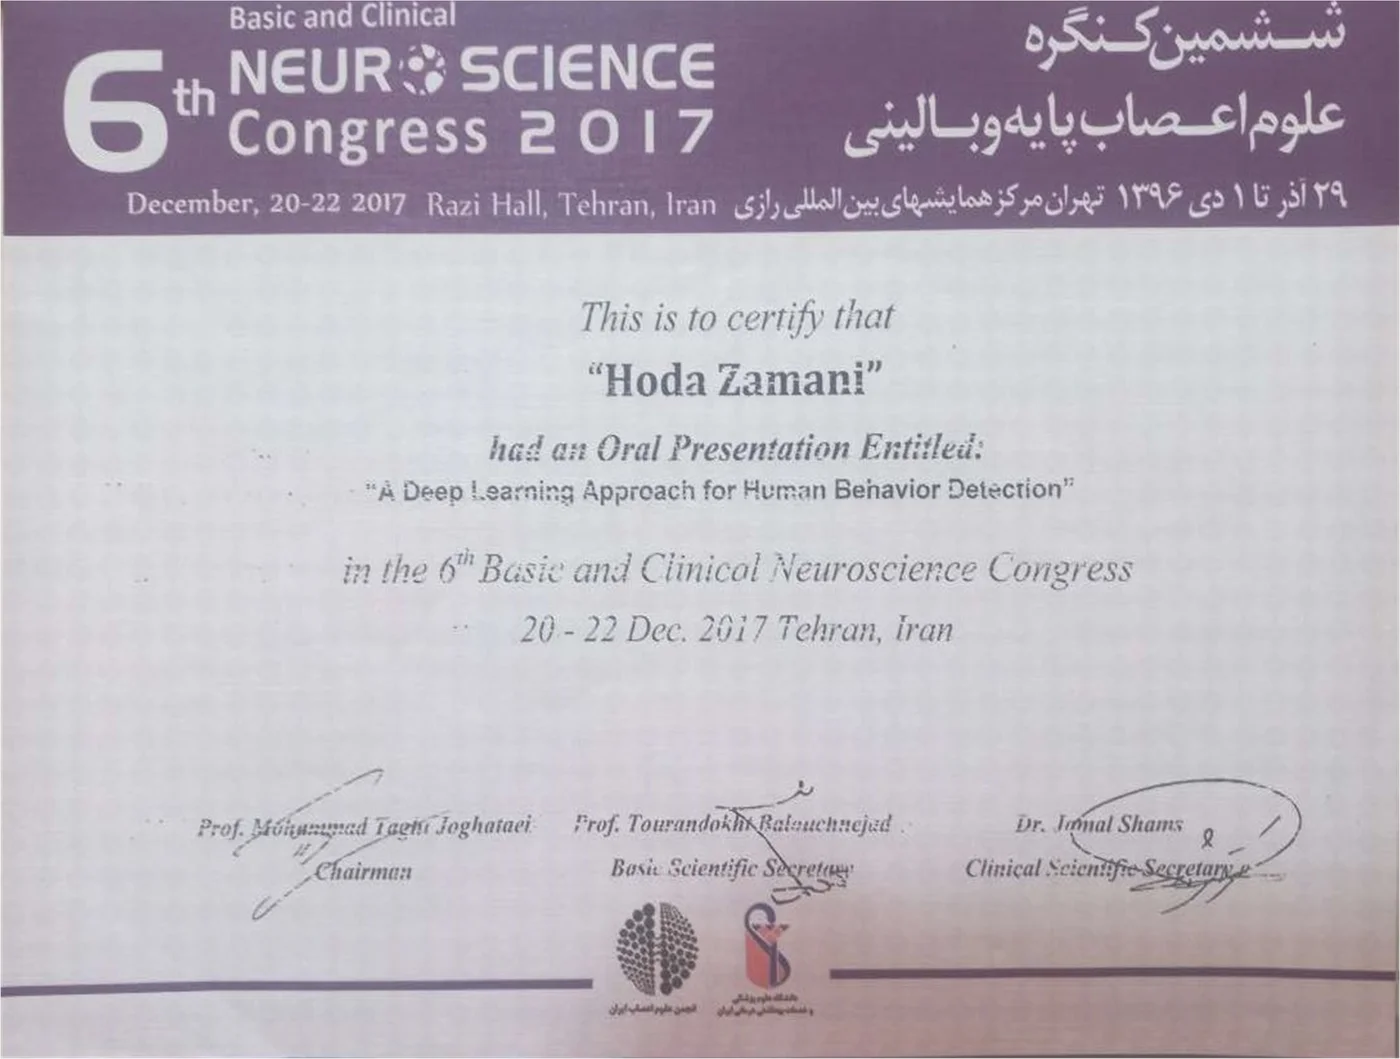 Basic and Clinical
6th NEUROSCIENCE
Congress 2017
ششمین کنگره
علوم اعصاب پایه و بالینی
December, 20-22 2017 Razi Hall, Tehran, Iran
۲۹ آذر تا ۱ دی ۱۳۹۶ تهران مرکز همایشهای بین المللی رازی
This is to certify that
“Hoda Zamani”
had an Oral Presentation Entitled:
“A Deep Learning Approach for Human Behavior Detection”
in the 6th Basic and Clinical Neuroscience Congress
20 - 22 Dec. 2017 Tehran, Iran
Prof. Mohammad Taghi Joghataei
Chairman
Prof. Tourandokht Balouchnejad
Basic Scientific Secretary
Dr. Jamal Shams
Clinical Scientific Secretary
انجمن علوم اعصاب ایران
دانشگاه علوم پزشکی
و خدمات بهداشتی درمانی ایران